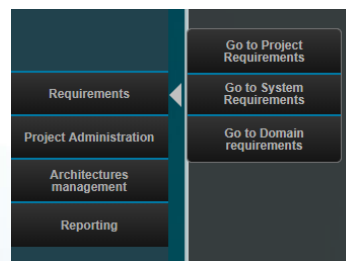 Requirements
Project Administration
Architectures
management
Reporting
Go to Project
Requirements
Go to System
Requirements
Go to Domain
requirements